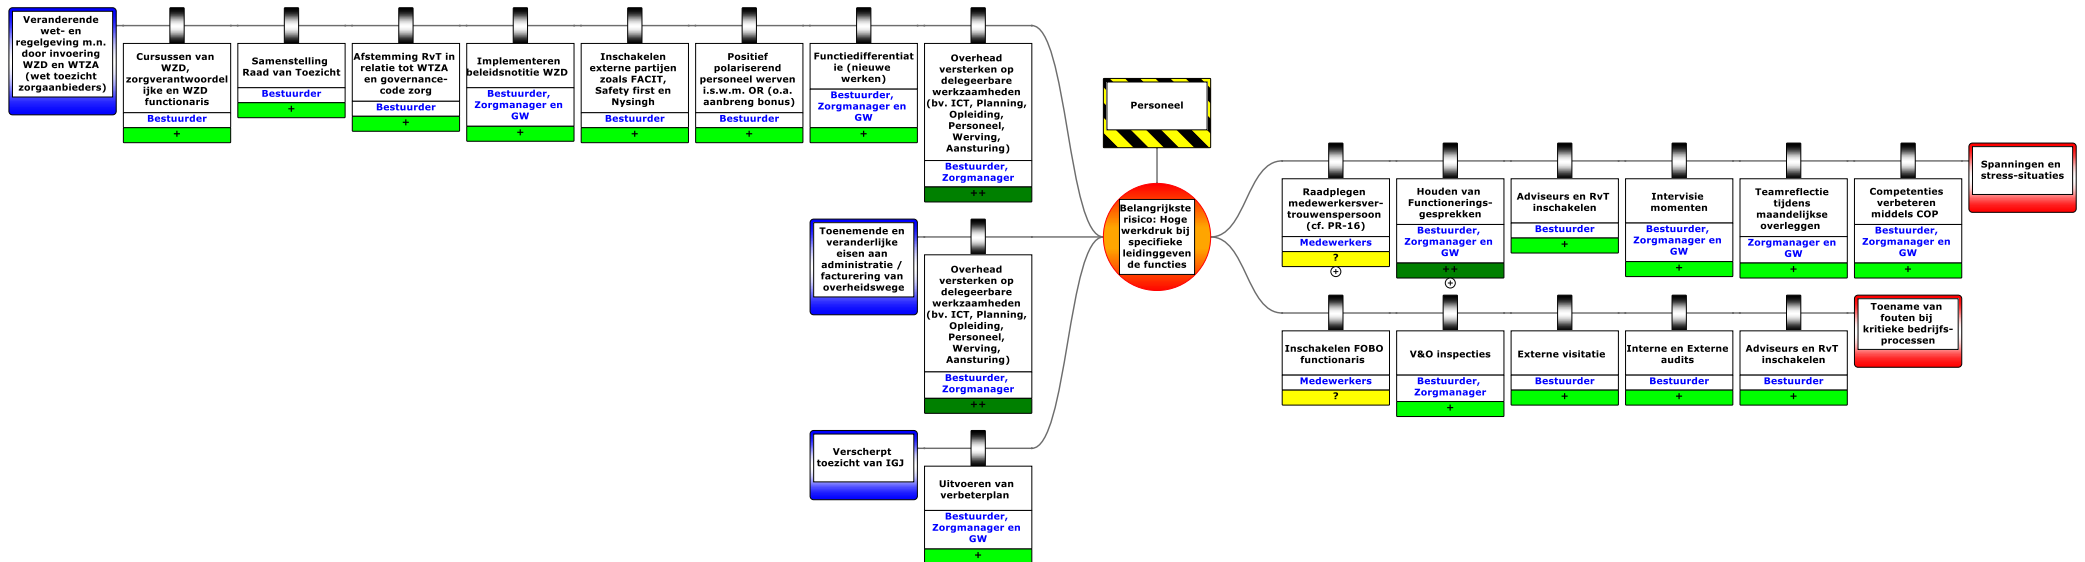 Veranderende
wet- en
regelgeving m.n.
door invoering
WZD en WTZA
(wet toezicht
zorgaanbieders)
Cursussen van
WZD,
zorgverantwoordel
ijke en WZD
functionaris
Bestuurder
+
Samenstelling
Raad van Toezicht
Bestuurder
+
Afstemming RvT in
relatie tot WTZA
en governance-
code zorg
Bestuurder
+
Implementeren
beleidsnotitie WZD
Bestuurder,
Zorgmanager en
GW
+
Inschakelen
externe partijen
zoals FACIT,
Safety first en
Nysingh
Bestuurder
+
Positief
polariserend
personeel werven
i.s.w.m. OR (o.a.
aanbreng bonus)
Bestuurder
+
Functiedifferentiat
ie (nieuwe
werken)
Bestuurder,
Zorgmanager en
GW
+
Overhead
versterken op
delegeerbare
werkzaamheden
(bv. ICT, Planning,
Opleiding,
Personeel,
Werving,
Aansturing)
Bestuurder,
Zorgmanager
++
Toenemende en
veranderlijke
eisen aan
administratie /
facturering van
overheidswege
Overhead
versterken op
delegeerbare
werkzaamheden
(bv. ICT, Planning,
Opleiding,
Personeel,
Werving,
Aansturing)
Bestuurder,
Zorgmanager
++
Verscherpt
toezicht van IGJ
Uitvoeren van
verbeterplan
Bestuurder,
Zorgmanager en
GW
+
Personeel
Belangrijkste
risico: Hoge
werkdruk bij
specifieke
leidinggeven
de functies
Raadplegen
medewerkersver-
trouwenspersoon
(cf. PR-16)
Medewerkers
?
Houden van
Functionerings-
gesprekken
Bestuurder,
Zorgmanager en
GW
++
Adviseurs en RvT
inschakelen
Bestuurder
+
Intervisie
momenten
Bestuurder,
Zorgmanager en
GW
+
Teamreflectie
tijdens
maandelijkse
overleggen
Zorgmanager en
GW
+
Competenties
verbeteren
middels COP
Bestuurder,
Zorgmanager en
GW
+
Spanningen en
stress-situaties
Inschakelen FOBO
functionaris
Medewerkers
?
V&O inspecties
Bestuurder,
Zorgmanager
+
Externe visitatie
Bestuurder
+
Interne en Externe
audits
Bestuurder
+
Adviseurs en RvT
inschakelen
Bestuurder
+
Toename van
fouten bij
kritieke bedrijfs-
processen